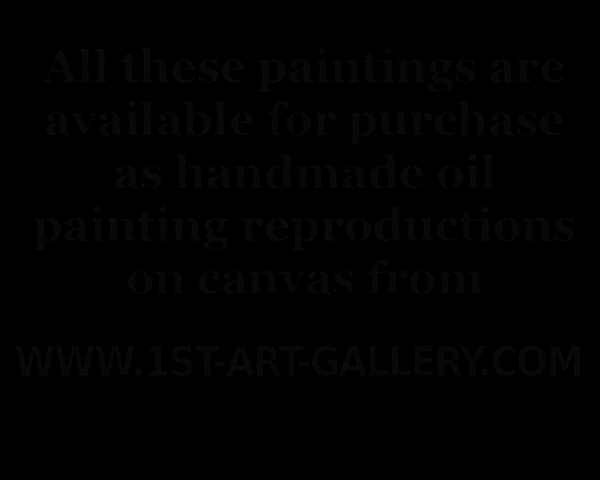 All these paintings are
available for purchase
as handmade oil
painting reproductions
on canvas from
WWW.1ST-ART-GALLERY.COM